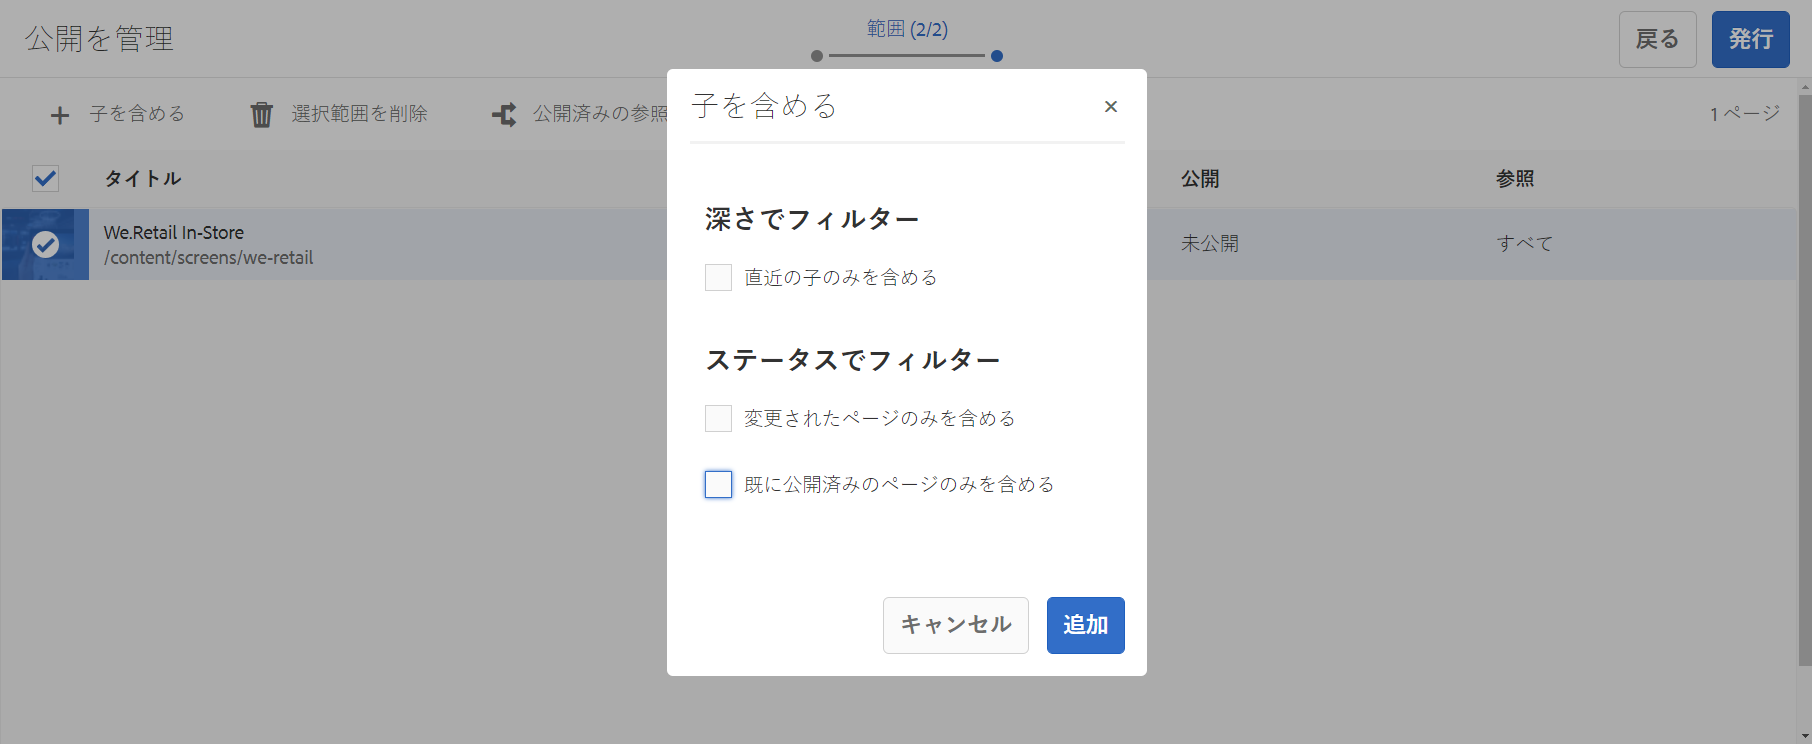 公開を管理
範囲 (2/2)
戻る
発行
子を含める
選択範囲を削除
公開済みの参照
1 ページ
タイトル
公開
参照
We.Retail In-Store
/content/screens/we-retail
未公開
すべて
子を含める
深さでフィルター
直近の子のみを含める
ステータスでフィルター
変更されたページのみを含める
既に公開済みのページのみを含める
キャンセル
追加